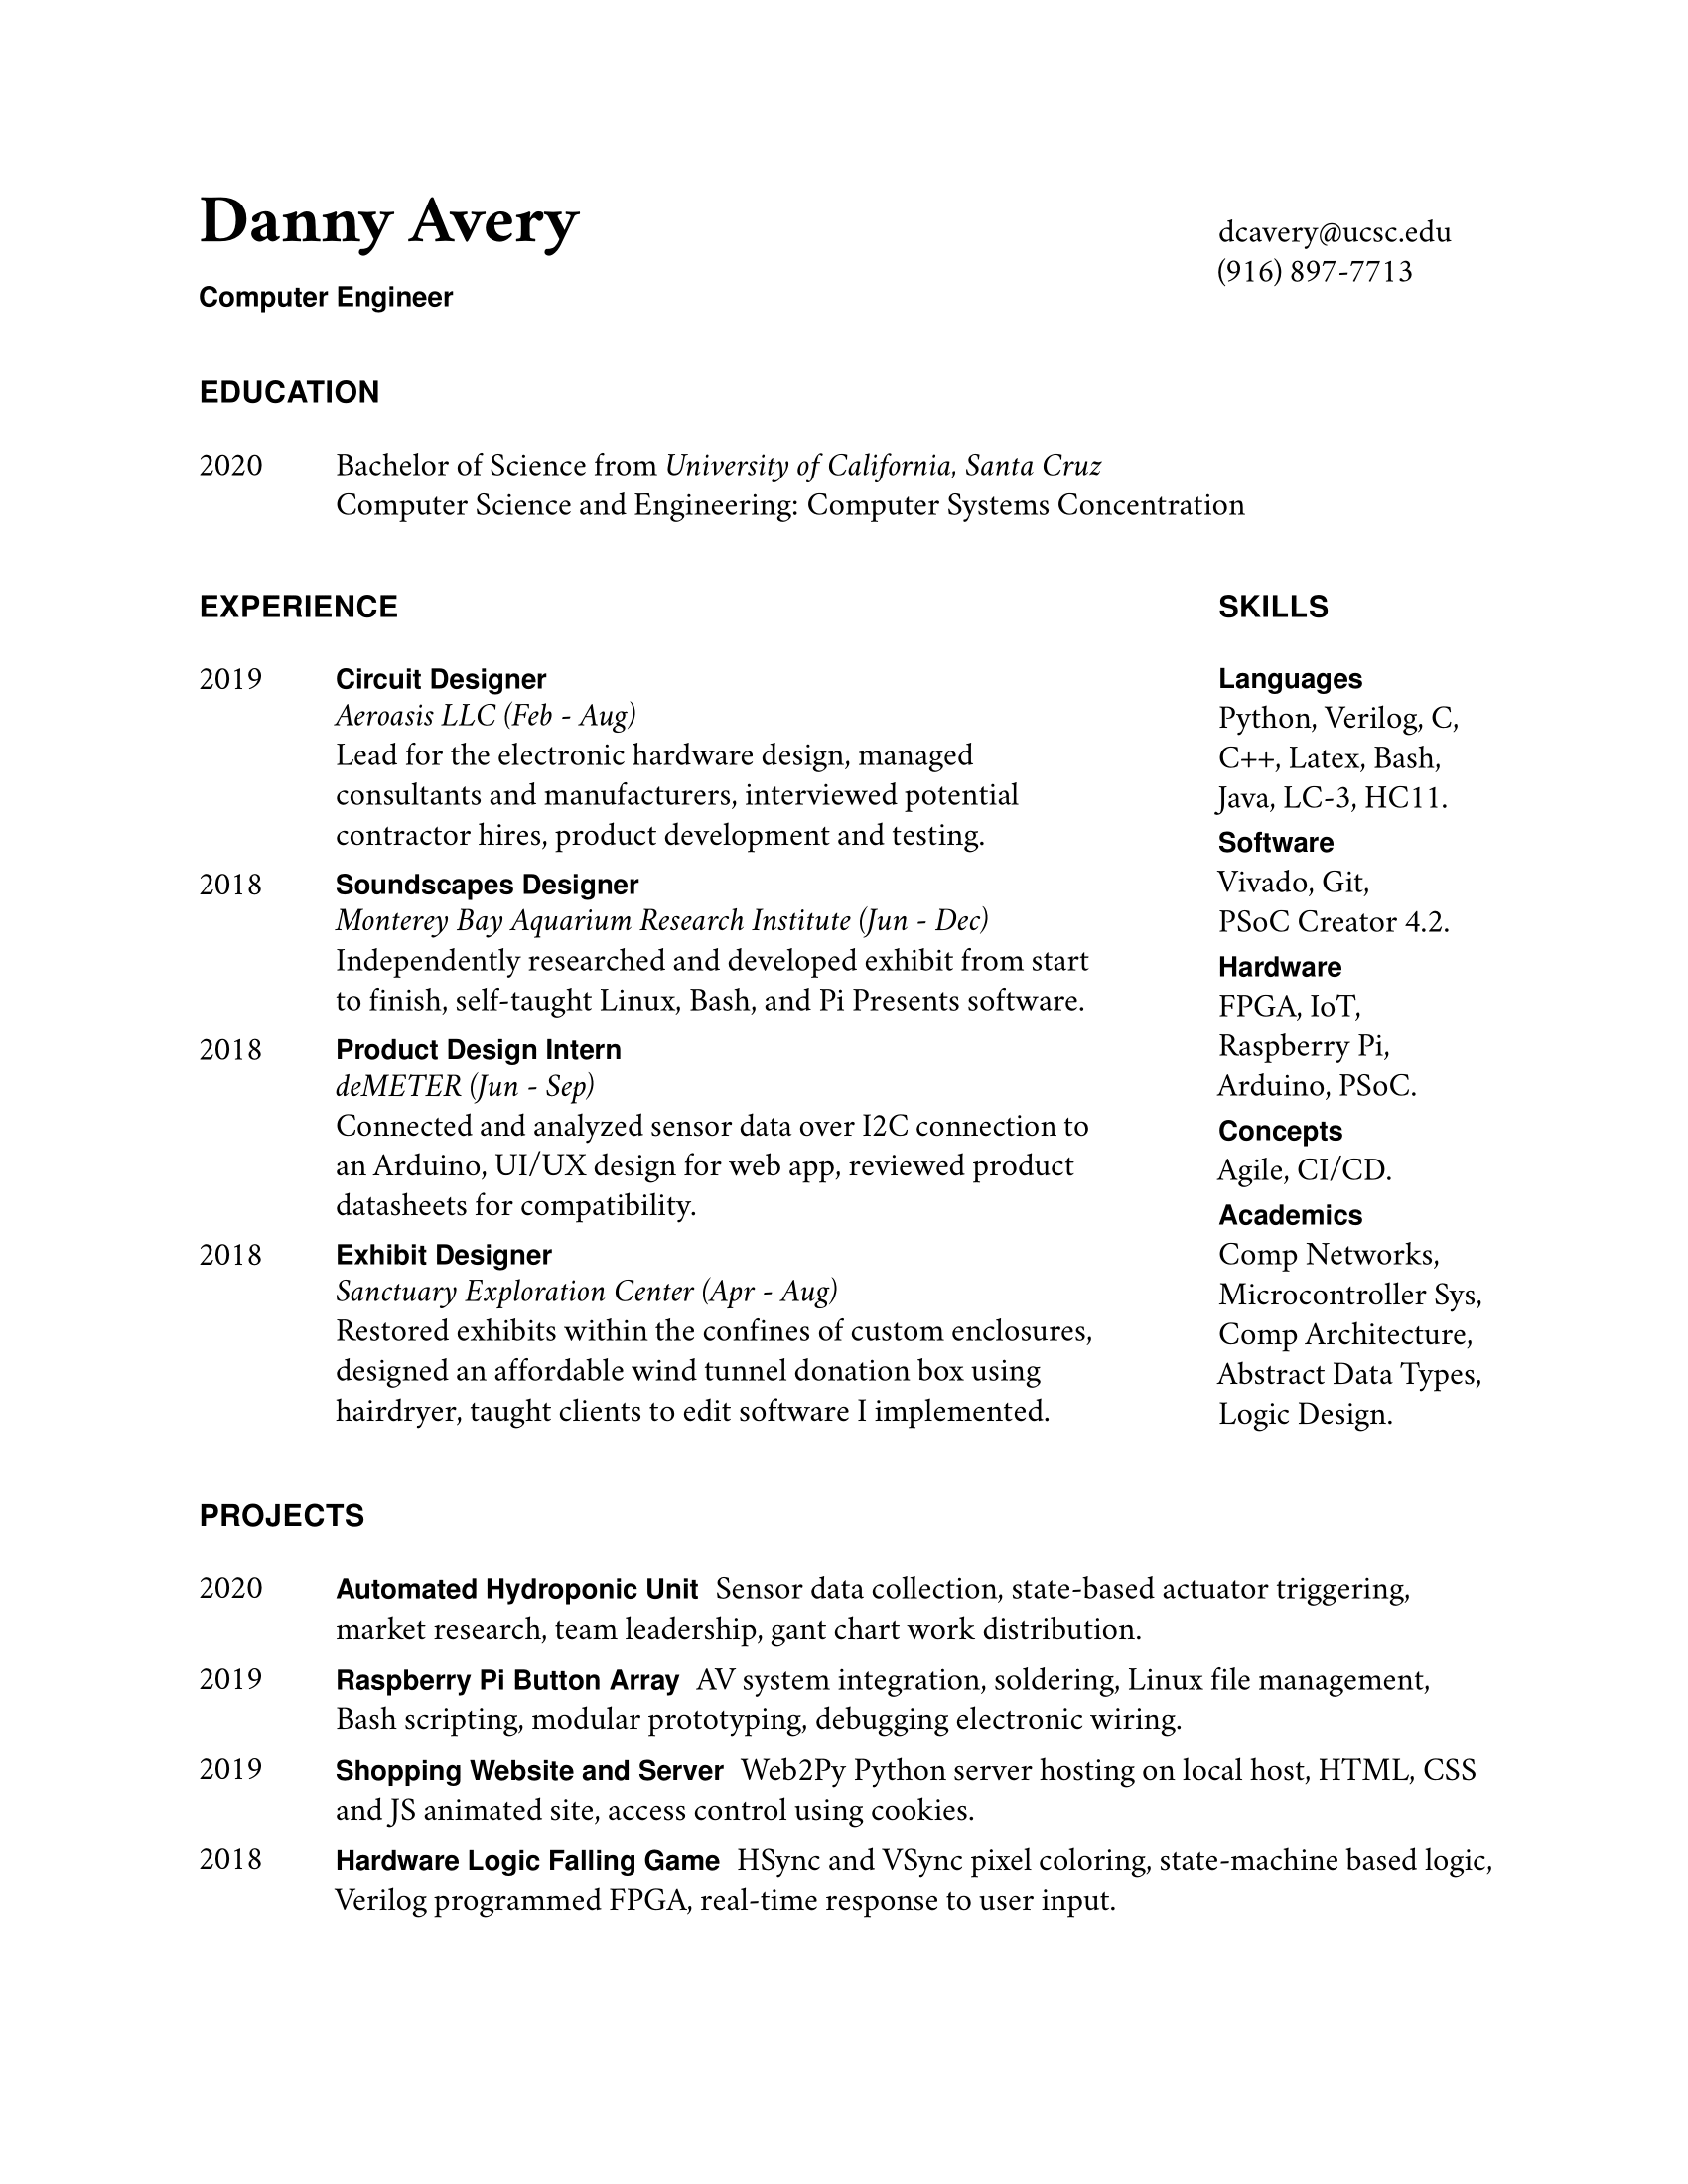 Danny Avery
Computer Engineer
dcavery@ucsc.edu
(916) 897-7713
EDUCATION
2020 Bachelor of Science from University of California, Santa Cruz
Computer Science and Engineering: Computer Systems Concentration
EXPERIENCE
2019 Circuit Designer
Aeroasis LLC (Feb - Aug)
Lead for the electronic hardware design, managed
consultants and manufacturers, interviewed potential
contractor hires, product development and testing.
2018 Soundscapes Designer
Monterey Bay Aquarium Research Institute (Jun - Dec)
Independently researched and developed exhibit from start
to finish, self-taught Linux, Bash, and Pi Presents software.
2018 Product Design Intern
deMETER (Jun - Sep)
Connected and analyzed sensor data over I2C connection to
an Arduino, UI/UX design for web app, reviewed product
datasheets for compatibility.
2018 Exhibit Designer
Sanctuary Exploration Center (Apr - Aug)
Restored exhibits within the confines of custom enclosures,
designed an affordable wind tunnel donation box using
hairdryer, taught clients to edit software I implemented.
SKILLS
Languages
Python, Verilog, C,
C++, Latex, Bash,
Java, LC-3, HC11.
Software
Vivado, Git,
PSoC Creator 4.2.
Hardware
FPGA, IoT,
Raspberry Pi,
Arduino, PSoC.
Concepts
Agile, CI/CD.
Academics
Comp Networks,
Microcontroller Sys,
Comp Architecture,
Abstract Data Types,
Logic Design.
PROJECTS
2020 Automated Hydroponic Unit Sensor data collection, state-based actuator triggering,
market research, team leadership, gant chart work distribution.
2019 Raspberry Pi Button Array AV system integration, soldering, Linux file management,
Bash scripting, modular prototyping, debugging electronic wiring.
2019 Shopping Website and Server Web2Py Python server hosting on local host, HTML, CSS
and JS animated site, access control using cookies.
2018 Hardware Logic Falling Game HSync and VSync pixel coloring, state-machine based logic,
Verilog programmed FPGA, real-time response to user input.